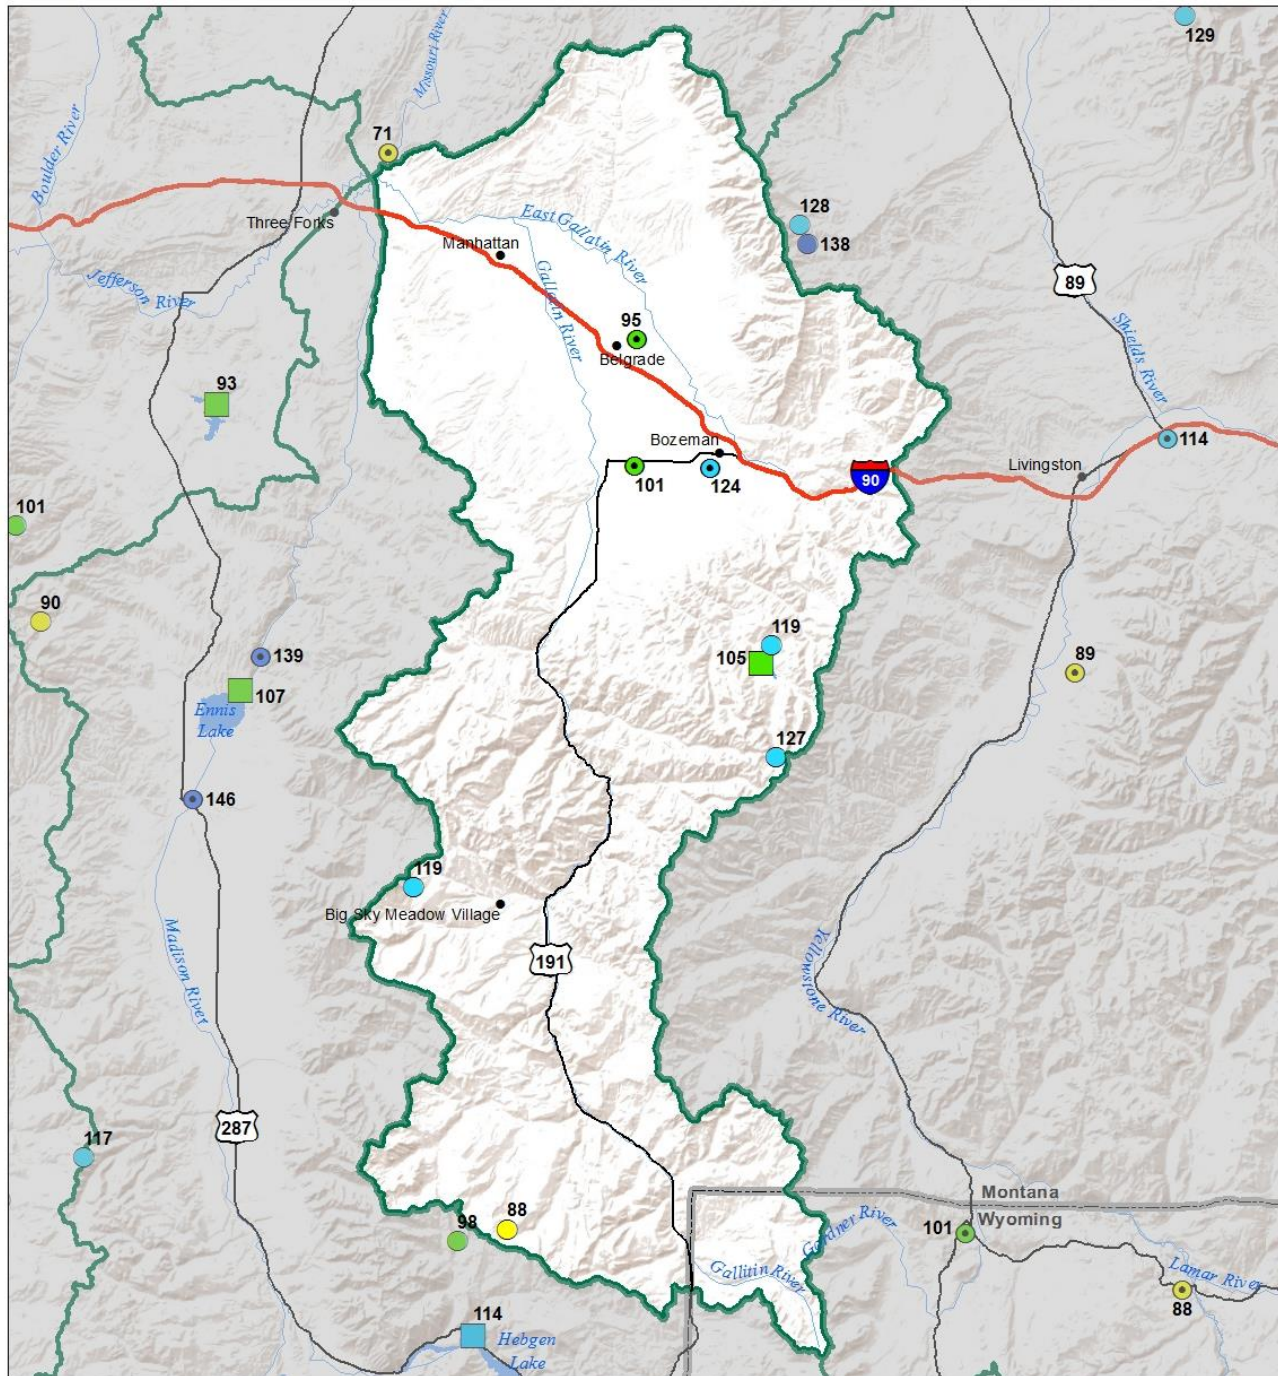 129
Missouri River
Boulder River
71
Three Forks
East Gallatin River
Manhattan
128
138
Jefferson River
Gallatin River
89
95
Belgrade
Shields River
93
Bozeman
114
Livingston
101
124
90
101
90
119
139
105
89
107
Ennis
Lake
127
146
119
Big Sky Meadow Village
Madison River
191
Yellowstone River
287
117
Montana
Wyoming
98
88
101
Gardner River
Gallitin River
Lamar River
88
114
Hebgen
Lake